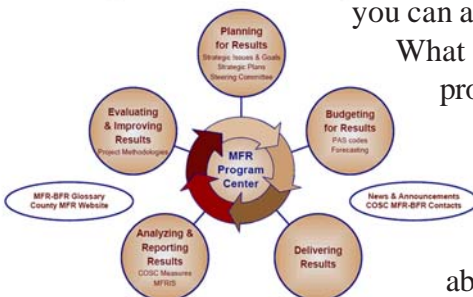 you can a
What
pro
Planning
for Results
Strategic Issues & Goals
Strategic Plans
Steering Committee
Evaluating
& Improving
Results
Project Methodologies
Budgeting
for Results
PAS codes
Forecasting
MFR
Program
Center
MFR-BFR Glossary
County MFR Website
News & Announcements
COSC MFR-BFR Contacts
Analyzing &
Reporting
Results
COSC Measures
MFRIS
Delivering
Results
ab